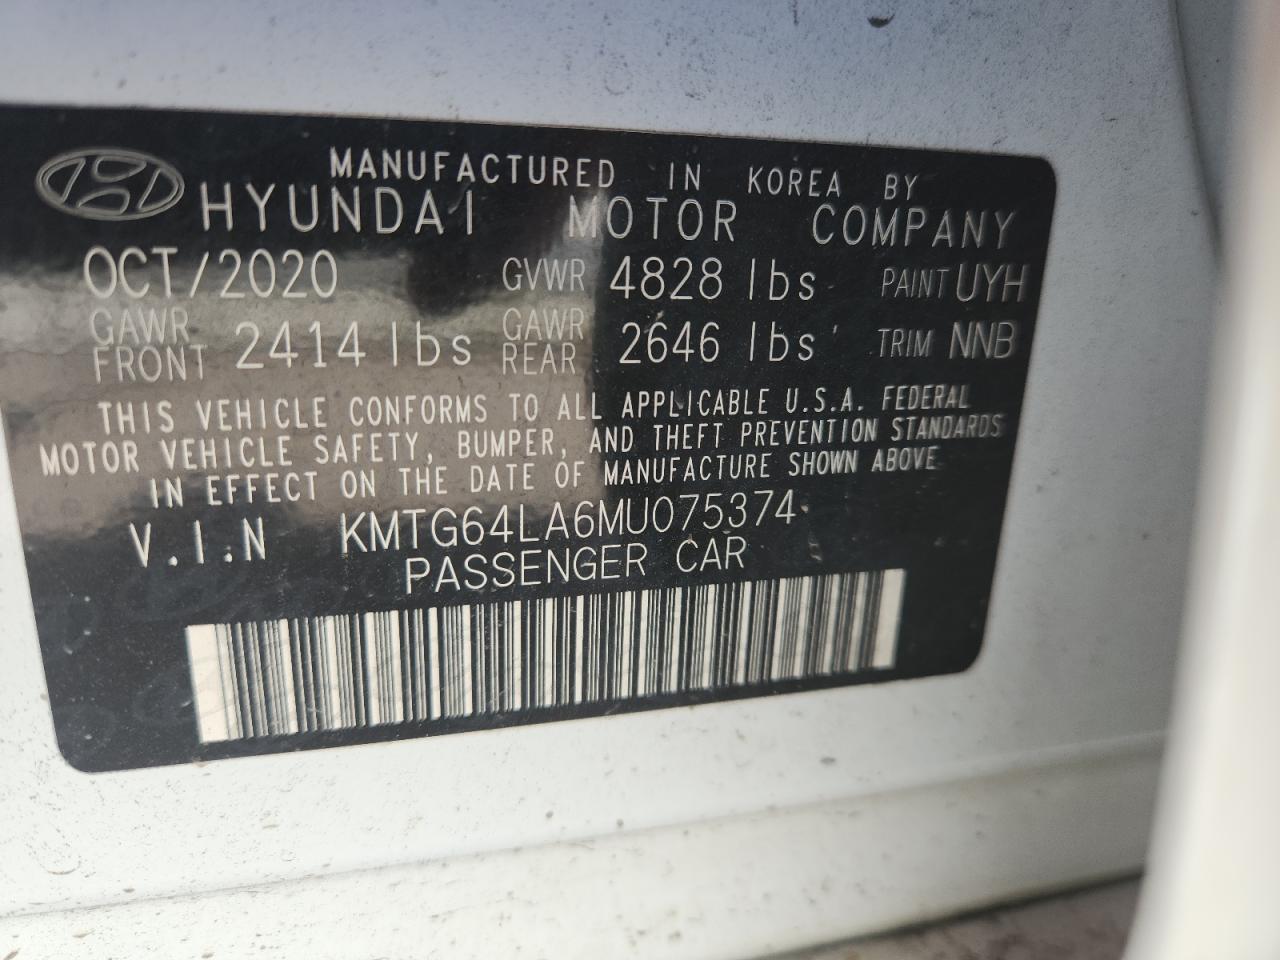 MANUFACTURED IN KOREA BY
HYUNDAI MOTOR COMPANY
OCT/2020 GVWR 4828 lbs PAINT UYH
GAWR FRONT 2414 lbs GAWR REAR 2646 lbs TRIM NNB
THIS VEHICLE CONFORMS TO ALL APPLICABLE U.S.A. FEDERAL
MOTOR VEHICLE SAFETY, BUMPER, AND THEFT PREVENTION STANDARDS
IN EFFECT ON THE DATE OF MANUFACTURE SHOWN ABOVE
V.I.N KMTG64LA6MU075374
PASSENGER CAR